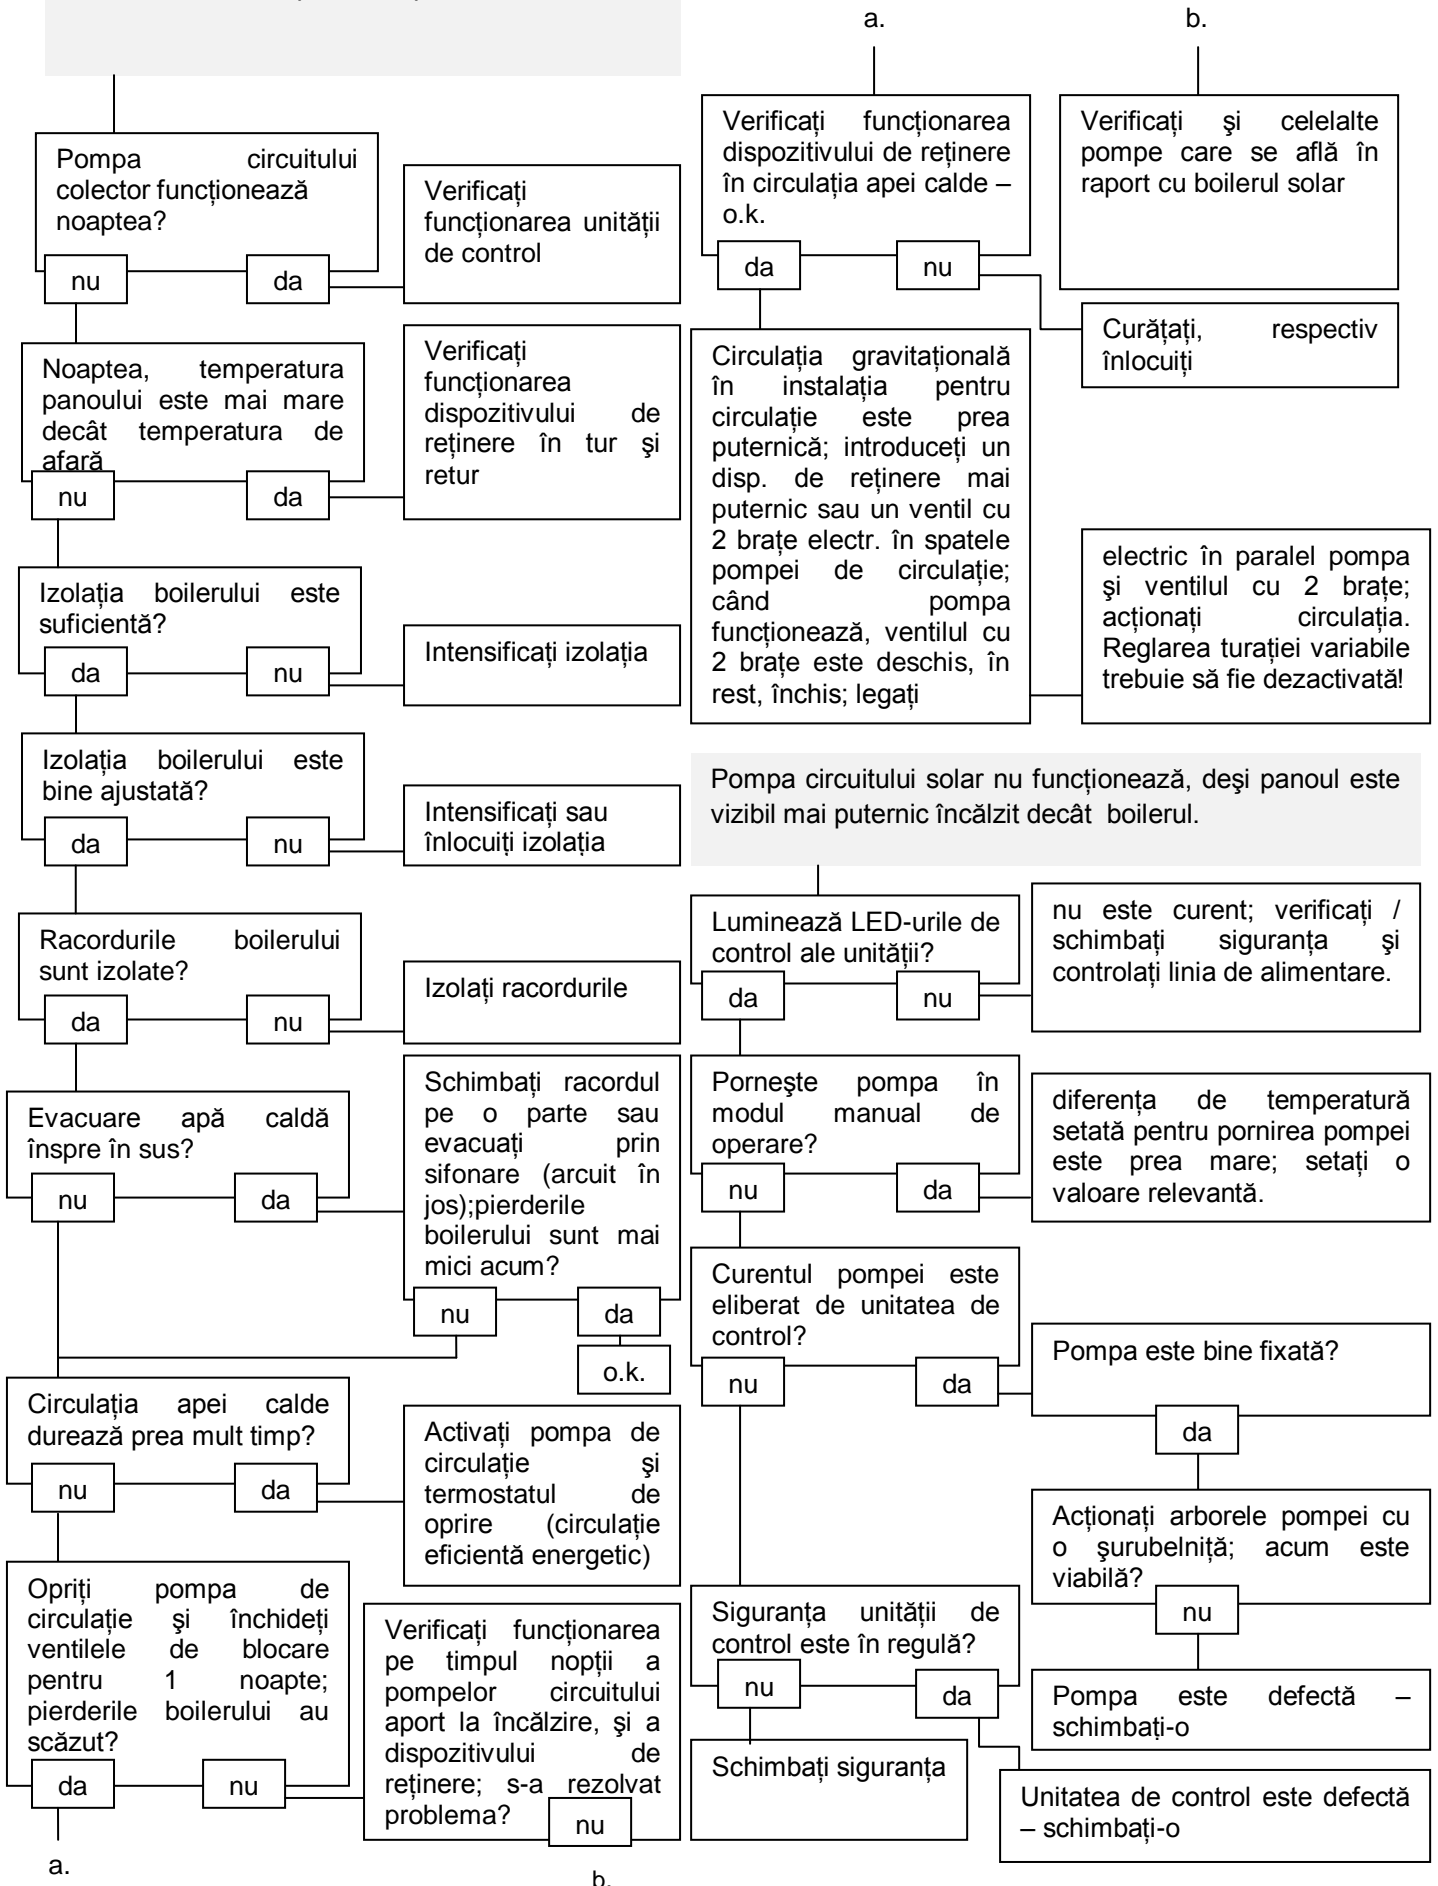 Pompa circuitului
colector funcționează
noaptea?
nu
da
Verificați
funcționarea unității
de control
Noaptea, temperatura
panoului este mai mare
decât temperatura de
afară
nu
da
Verificați
funcționarea
dispozitivului de
reținere în tur şi
retur
Izolația boilerului este
suficientă?
da
nu
Intensificați izolația
Izolația boilerului este
bine ajustată?
da
nu
Intensificați sau
înlocuiți izolația
Racordurile boilerului
sunt izolate?
da
nu
Izolați racordurile
Evacuare apă caldă
înspre în sus?
nu
da
Schimbați racordul
pe o parte sau
evacuați prin
sifonare (arcuit în
jos);pierderile
boilerului sunt mai
mici acum?
nu
da
o.k.
Circulația apei calde
durează prea mult timp?
nu
da
Activați pompa de
circulație şi
termostatul de
oprire (circulație
eficientă energetic)
Opriți pompa de
circulație şi închideți
ventilele de blocare
pentru 1 noapte;
pierderile boilerului au
scăzut?
da
nu
a.
Verificați funcționarea
pe timpul nopții a
pompelor circuitului
aport la încălzire, şi a
dispozitivului de
reținere; s-a rezolvat
problema?
nu
b.
a.
b.
Verificați funcționarea
dispozitivului de reținere
în circulația apei calde –
o.k.
da
nu
Verificați şi celelalte
pompe care se află în
raport cu boilerul solar
Curățați, respectiv
înlocuiți
Circulația gravitațională
în instalația pentru
circulație este prea
puternică; introduceți un
disp. de reținere mai
puternic sau un ventil cu
2 brațe electr. în spatele
pompei de circulație;
când pompa
funcționează, ventilul cu
2 brațe este deschis, în
rest, închis; legați
electric în paralel pompa
şi ventilul cu 2 brațe;
acționați circulația.
Reglarea turației variabile
trebuie să fie dezactivată!
Pompa circuitului solar nu funcționează, deşi panoul este
vizibil mai puternic încălzit decât boilerul.
Luminează LED-urile de
control ale unității?
da
nu
nu este curent; verificați /
schimbați siguranța şi
controlați linia de alimentare.
Porneşte pompa în
modul manual de
operare?
nu
da
diferența de temperatură
setată pentru pornirea pompei
este prea mare; setați o
valoare relevantă.
Curentul pompei este
eliberat de unitatea de
control?
nu
da
Pompa este bine fixată?
da
Acționați arborele pompei cu
o şurubelniță; acum este
viabilă?
nu
Pompa este defectă –
schimbați-o
Siguranța unității de
control este în regulă?
nu
da
Schimbați siguranța
Unitatea de control este defectă
– schimbați-o